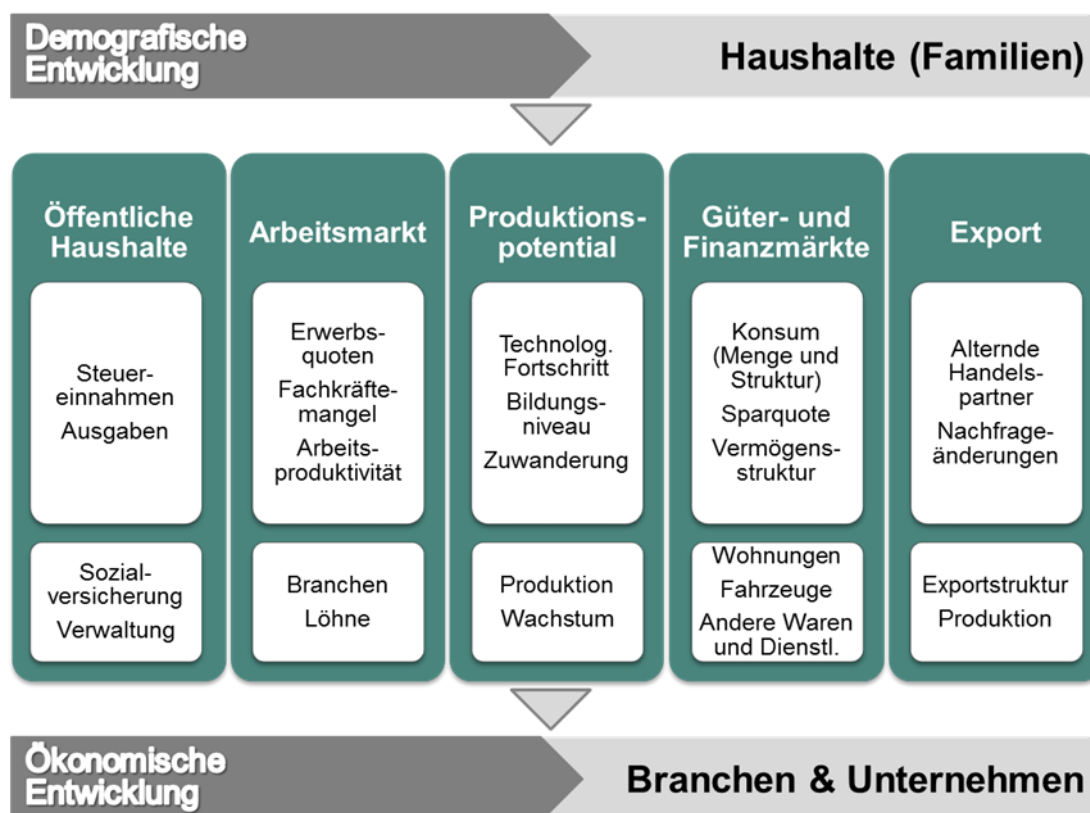 Demografische
Entwicklung
Haushalte (Familien)
Öffentliche
Haushalte
Steuer-
einnahmen
Ausgaben
Sozial-
versicherung
Verwaltung
Arbeitsmarkt
Erwerbs-
quoten
Fachkräfte-
mangel
Arbeits-
produktivität
Branchen
Löhne
Produktions-
potential
Technolog.
Fortschritt
Bildungs-
niveau
Zuwanderung
Produktion
Wachstum
Güter- und
Finanzmärkte
Konsum
(Menge und
Struktur)
Sparquote
Vermögens-
struktur
Wohnungen
Fahrzeuge
Andere Waren
und Dienstl.
Export
Alternde
Handels-
partner
Nachfrage-
änderungen
Exportstruktur
Produktion
Ökonomische
Entwicklung
Branchen & Unternehmen